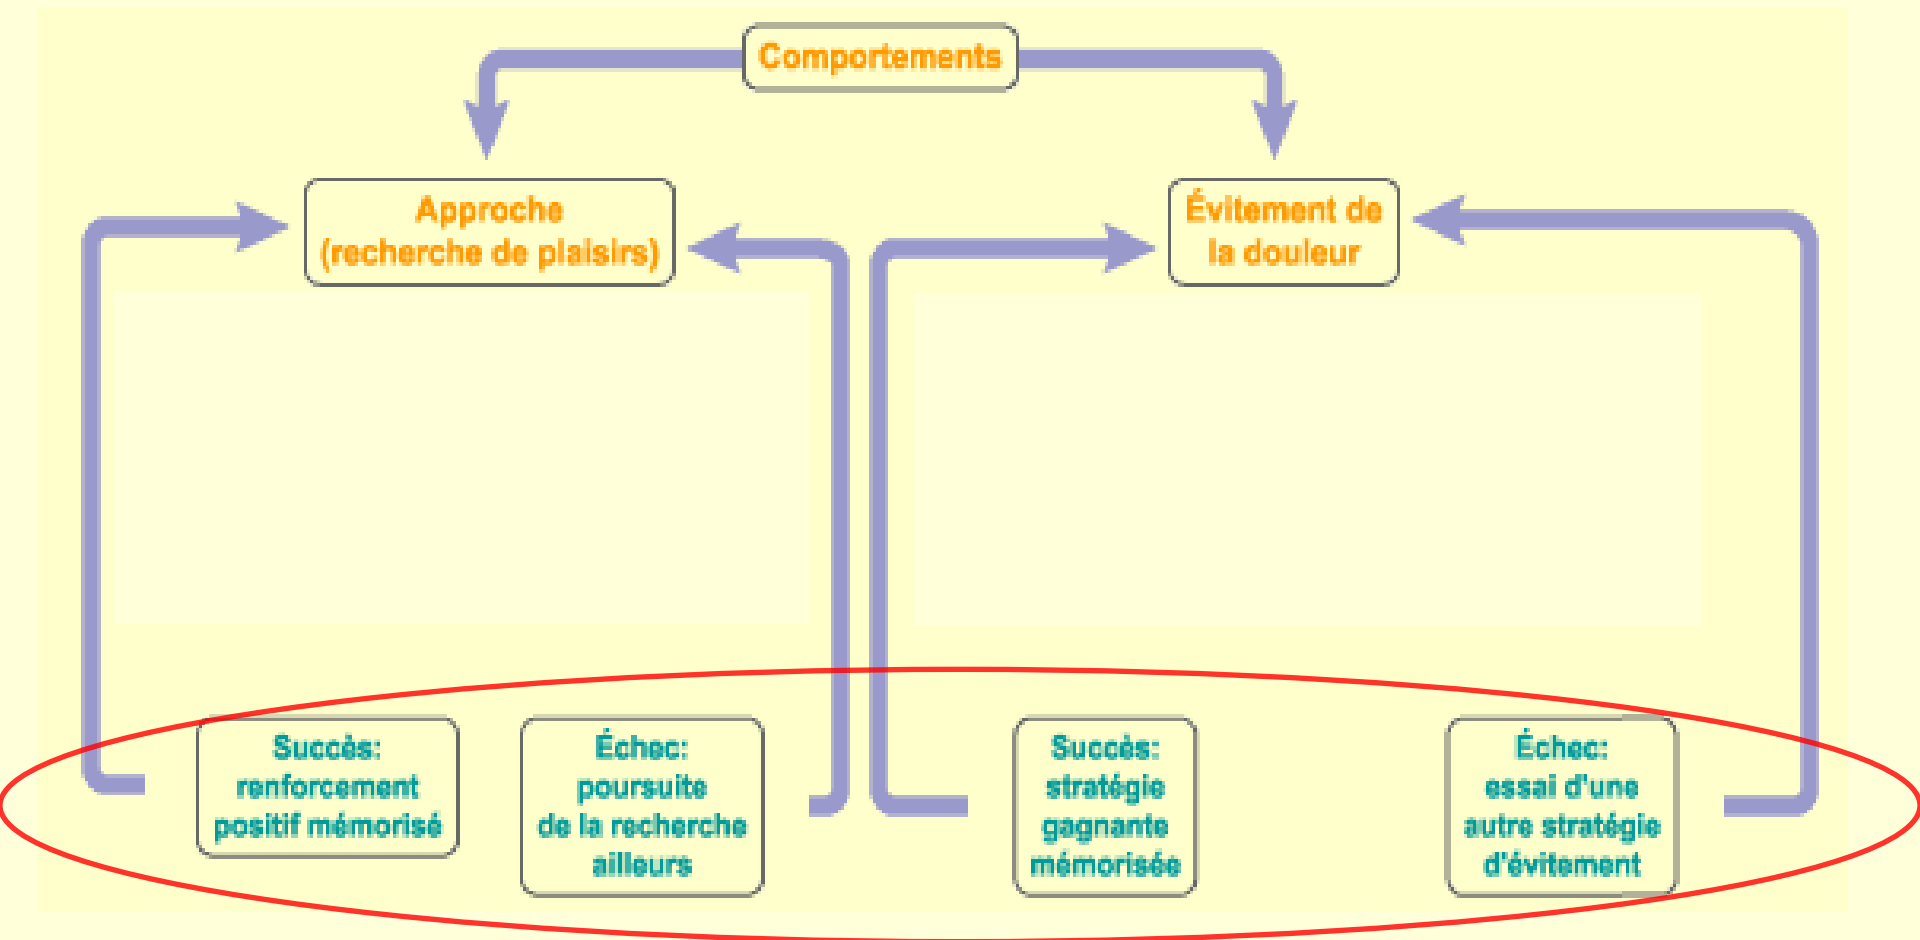 Comportements
Approche
(recherche de plaisirs)
Évitement de
la douleur
Succès:
renforcement
positif mémorisé
Échec:
poursuite
de la recherche
ailleurs
Succès:
stratégie
gagnante
mémorisée
Échec:
essai d'une
autre stratégie
d'évitement